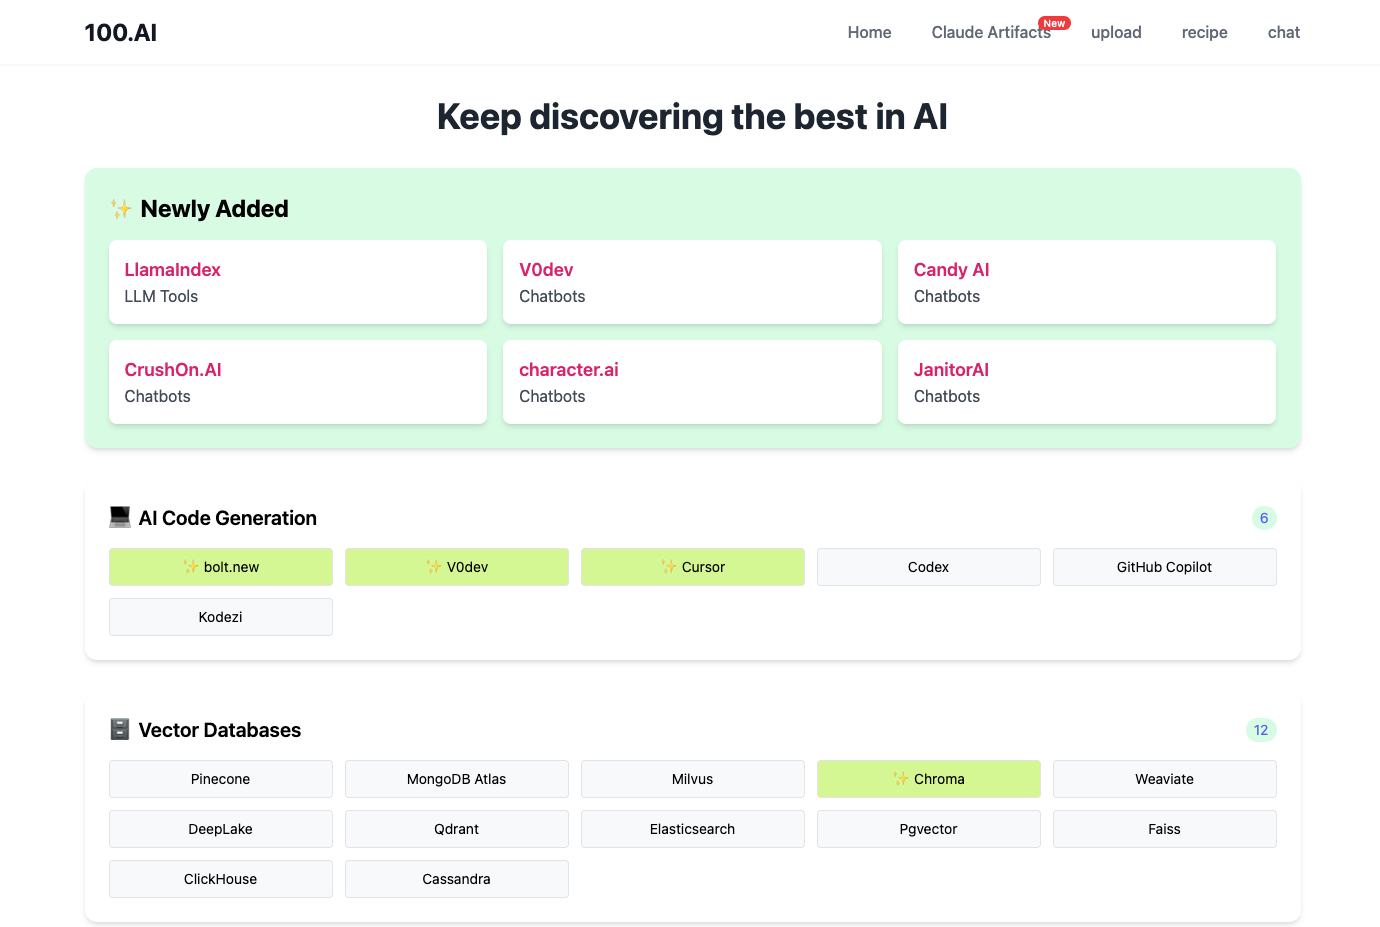 100.AI
Home Claude Artifacts New upload recipe chat
Keep discovering the best in AI
✨ Newly Added
LlamaIndex V0dev Candy AI
LLM Tools Chatbots Chatbots
CrushOn.AI character.ai JanitorAI
Chatbots Chatbots Chatbots
💻 AI Code Generation 6
✨ bolt.new ✨ V0dev ✨ Cursor Codex GitHub Copilot
Kodezi
🗄️ Vector Databases 12
Pinecone MongoDB Atlas Milvus ✨ Chroma Weaviate
DeepLake Qdrant Elasticsearch Pgvector Faiss
ClickHouse Cassandra